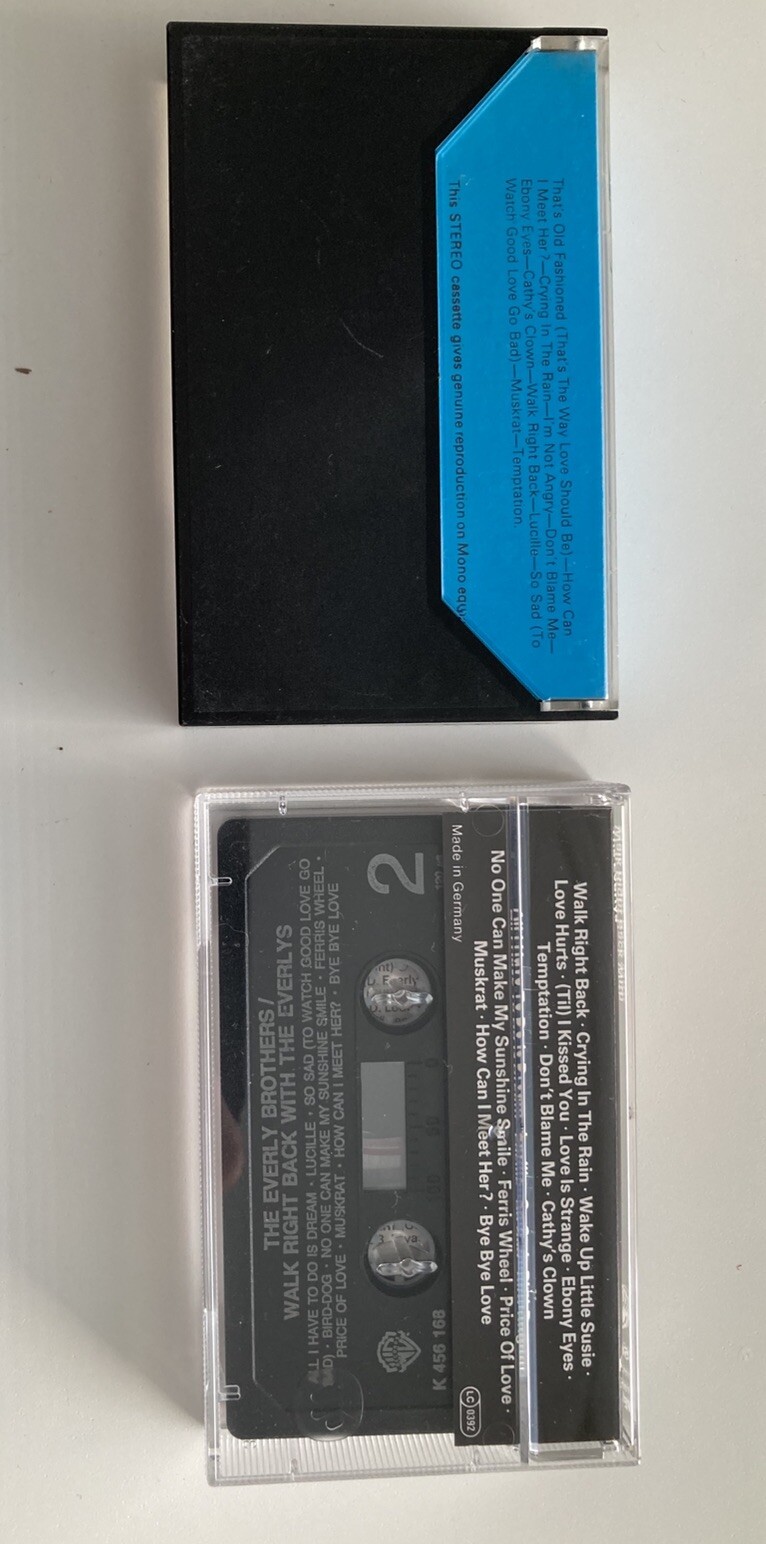 That's Old Fashioned (That's The Way Love Should Be)—How Can
I Meet Her?—Crying In The Rain—I'm Not Angry—Don't Blame Me—
Ebony Eyes—Cathy's Clown—Walk Right Back—Lucille—So Sad (To
Watch Good Love Go Bad)—Muskrat—Temptation.
This STEREO cassette gives genuine reproduction on Mono
Walk Right Back · Crying In The Rain · Wake Up Little Susie ·
Love Hurts · (Til) I Kissed You · Love Is Strange · Ebony Eyes ·
Temptation · Don't Blame Me · Cathy's Clown
No One Can Make My Sunshine Smile · Ferris Wheel · Price Of Love ·
Muskrat · How Can I Meet Her? · Bye Bye Love
Made in Germany
LC 0392
2
0 50 100
K 456 168
THE EVERLY BROTHERS/
WALK RIGHT BACK WITH THE EVERLYS
ALL I HAVE TO DO IS DREAM · LUCILLE · SO SAD (TO WATCH GOOD LOVE GO
BAD) · BIRD-DOG · NO ONE CAN MAKE MY SUNSHINE SMILE · FERRIS WHEEL ·
PRICE OF LOVE · MUSKRAT · HOW CAN I MEET HER? · BYE BYE LOVE